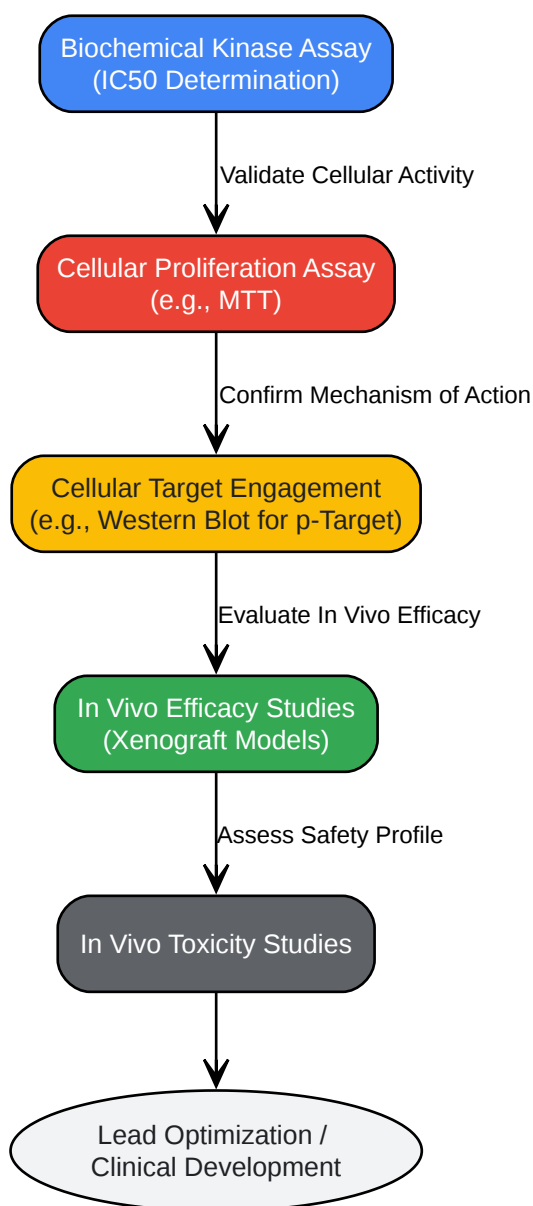 Biochemical Kinase Assay
(IC50 Determination)
Validate Cellular Activity
Cellular Proliferation Assay
(e.g., MTT)
Confirm Mechanism of Action
Cellular Target Engagement
(e.g., Western Blot for p-Target)
Evaluate In Vivo Efficacy
In Vivo Efficacy Studies
(Xenograft Models)
Assess Safety Profile
In Vivo Toxicity Studies
Lead Optimization /
Clinical Development